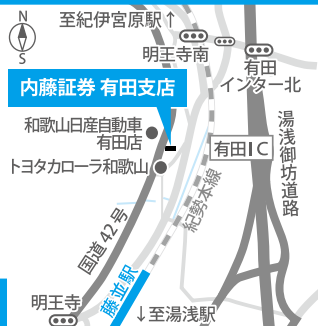 N
S
至紀伊宮原駅↑
明王寺南
有田
インター北
内藤証券 有田支店
和歌山日産自動車
有田店
トヨタカローラ和歌山
有田IC
湯浅御坊道路
紀勢本線
国道42号
藤並駅
明王寺
↓至湯浅駅